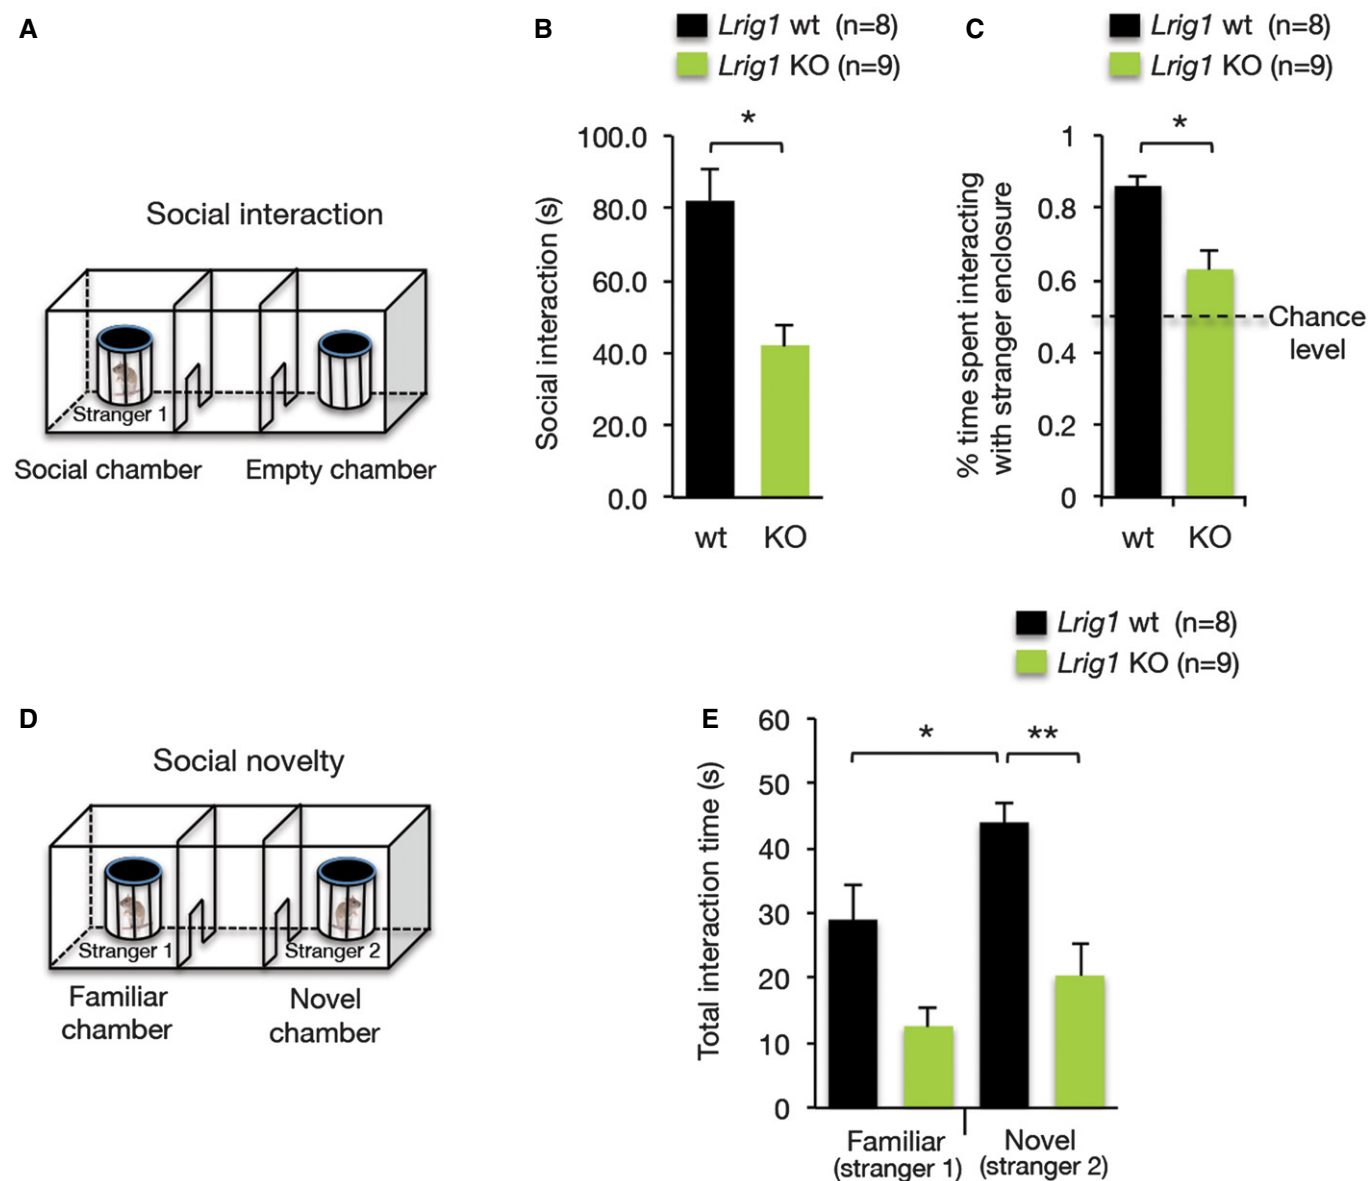 A
Social interaction
Stranger 1
Social chamber
Empty chamber
B
Lrig1 wt (n=8)
Lrig1 KO (n=9)
*
Social interaction (s)
100.0
80.0
60.0
40.0
20.0
0.0
wt
KO
C
Lrig1 wt (n=8)
Lrig1 KO (n=9)
*
% time spent interacting
with stranger enclosure
1
0.8
0.6
0.4
0.2
0
Chance
level
wt
KO
D
Social novelty
Stranger 1
Stranger 2
Familiar
chamber
Novel
chamber
E
Lrig1 wt (n=8)
Lrig1 KO (n=9)
*
**
Total interaction time (s)
60
50
40
30
20
10
0
Familiar
(stranger 1)
Novel
(stranger 2)